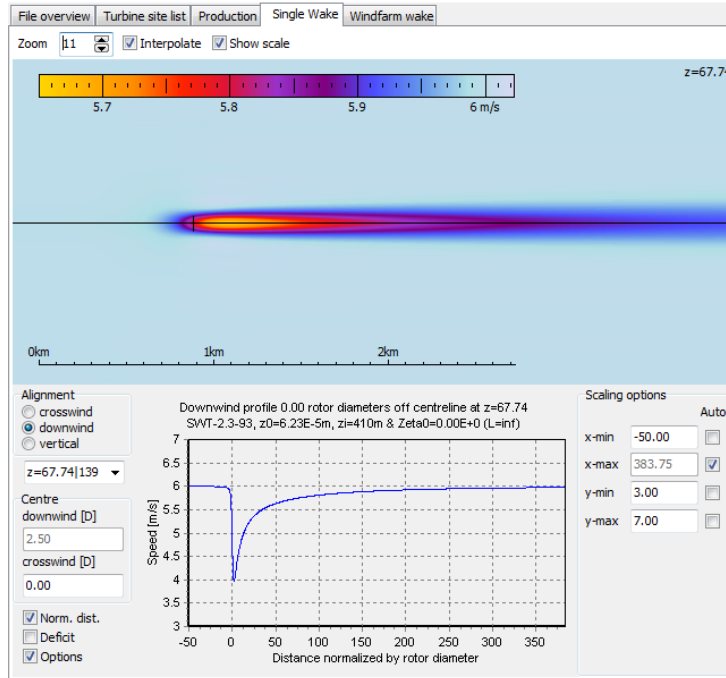 File overview Turbine site list Production Single Wake Windfarm wake
Zoom 11 Interpolate Show scale
z=67.74
5.7 5.8 5.9 6 m/s
0km 1km 2km
Alignment
crosswind
downwind
vertical
z=67.74|139
Centre
downwind [D]
2.50
crosswind [D]
0.00
Norm. dist.
Deficit
Options
Downwind profile 0.00 rotor diameters off centreline at z=67.74
SWT-2.3-93, z0=6.23E-5m, zi=410m & Zeta0=0.00E+0 (L=inf)
Speed [m/s]
7
6.5
6
5.5
5
4.5
4
3.5
3
-50 0 50 100 150 200 250 300 350
Distance normalized by rotor diameter
Scaling options
Auto
x-min -50.00
x-max 383.75
y-min 3.00
y-max 7.00